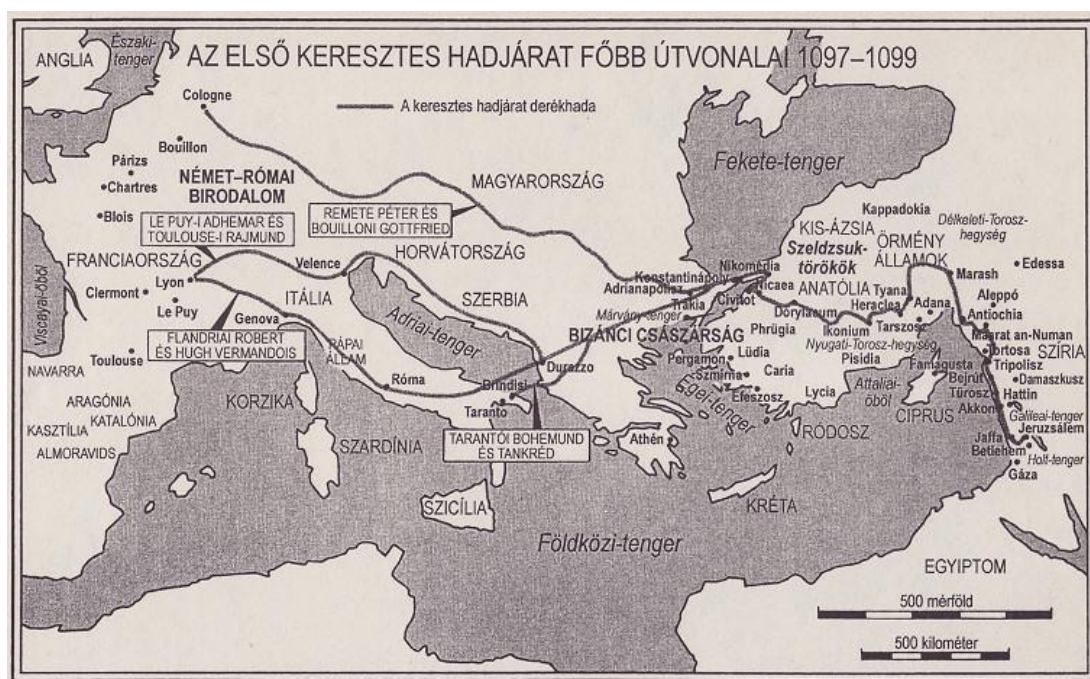 AZ ELSŐ KERESZTES HADJÁRAT FŐBB ÚTVONALAI 1097–1099
A keresztes hadjárat derékhada
ANGLIA
Északi-
tenger
Cologne
Bouillon
Párizs
Chartres
Blois
NÉMET–RÓMAI
BIRODALOM
MAGYARORSZÁG
Fekete-tenger
LE PUY-I ADHEMAR ÉS
TOULOUSE-I RAJMUND
REMETE PÉTER ÉS
BOUILLONI GOTTFRIED
HORVÁTORSZÁG
KIS-ÁZSIA
Kappadokia
Délkeleti-Torosz-
hegység
Szeldzsuk-
törökök
ÖRMÉNY
ÁLLAMOK
FRANCIAORSZÁG
Lyon
Velence
Clermont
Le Puy
ITÁLIA
Genova
SZERBIA
Konstantinápoly
Nikomédia
Adrianapolisz
Nicaea
Trákia
Civitot
ANATÓLIA
Tyana
Marash
Edessa
Heraclea
Adana
Aleppó
Viscayai-öböl
FLANDRIAI ROBERT
ÉS HUGH VERMANDOIS
PÁPAI
ÁLLAM
Adriai-tenger
Márvány-tenger
BIZÁNCI CSÁSZÁRSÁG
Dorylaeum
Phrügia
Ikonium
Tarszosz
Antiochia
Maarat an-Numan
Nyugati-Torosz-hegység
Pisidia
Tortosa
SZÍRIA
Toulouse
NAVARRA
Róma
Durazzo
Brindisi
Taranto
Pergamon
Lüdia
Szmirna
Caria
Efeszosz
Lycia
Attaliai-
öböl
Famagusta
Tripolisz
Bejrút
Damaszkusz
Türosz
Hattin
CIPRUS
Akkon
Galileai-tenger
ARAGÓNIA
KATALÓNIA
KASZTÍLIA
ALMORAVIDS
KORZIKA
SZARDÍNIA
TARANTÓI BOHEMUND
ÉS TANKRÉD
Athén
Égei-tenger
RÓDOSZ
Jeruzsálem
Jaffa
Betlehem
Holt-tenger
Gáza
SZICÍLIA
KRÉTA
Földközi-tenger
EGYIPTOM
500 mérföld
500 kilométer